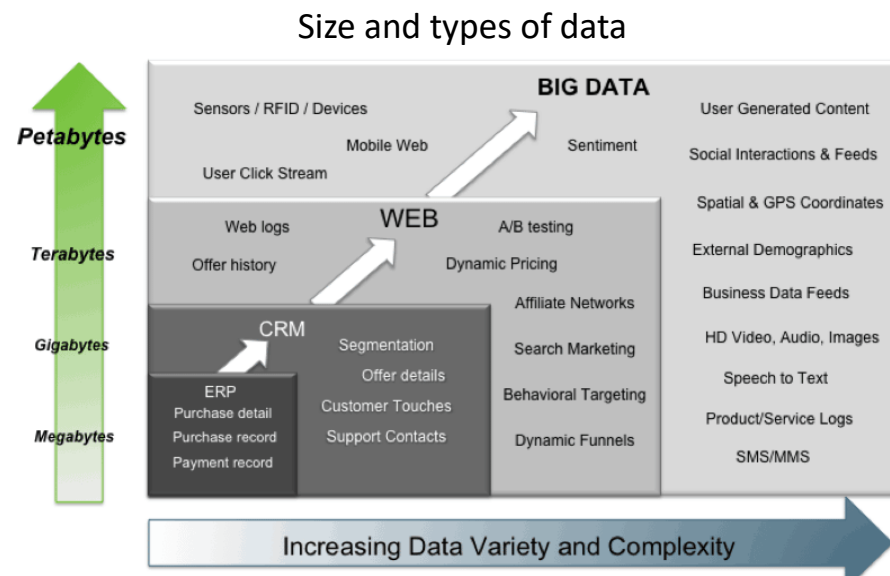 Size and types of data
Petabytes
Terabytes
Gigabytes
Megabytes
BIG DATA
Sensors / RFID / Devices
Mobile Web
User Click Stream
Sentiment
User Generated Content
Social Interactions & Feeds
Spatial & GPS Coordinates
External Demographics
Business Data Feeds
HD Video, Audio, Images
Speech to Text
Product/Service Logs
SMS/MMS
WEB
Web logs
Offer history
A/B testing
Dynamic Pricing
Affiliate Networks
Search Marketing
Behavioral Targeting
Dynamic Funnels
CRM
Segmentation
Offer details
Customer Touches
Support Contacts
ERP
Purchase detail
Purchase record
Payment record
Increasing Data Variety and Complexity